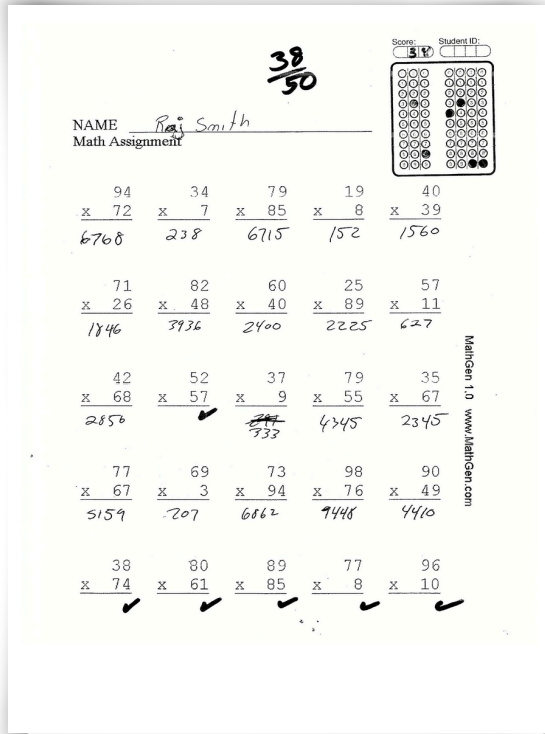 Score: Student ID:
38
38
50
NAME Raj Smith
Math Assignment
94 34 79 19 40
x 72 x 7 x 85 x 8 x 39
6768 238 6715 152 1560
71 82 60 25 57
x 26 x 48 x 40 x 89 x 11
1846 3936 2400 2225 627
42 52 37 79 35
x 68 x 57 x 9 x 55 x 67
2856 4345 2345
333
77 69 73 98 90
x 67 x 3 x 94 x 76 x 49
5159 207 6862 9448 4410
38 80 89 77 96
x 74 x 61 x 85 x 8 x 10
MathGen 1.0 www.MathGen.com